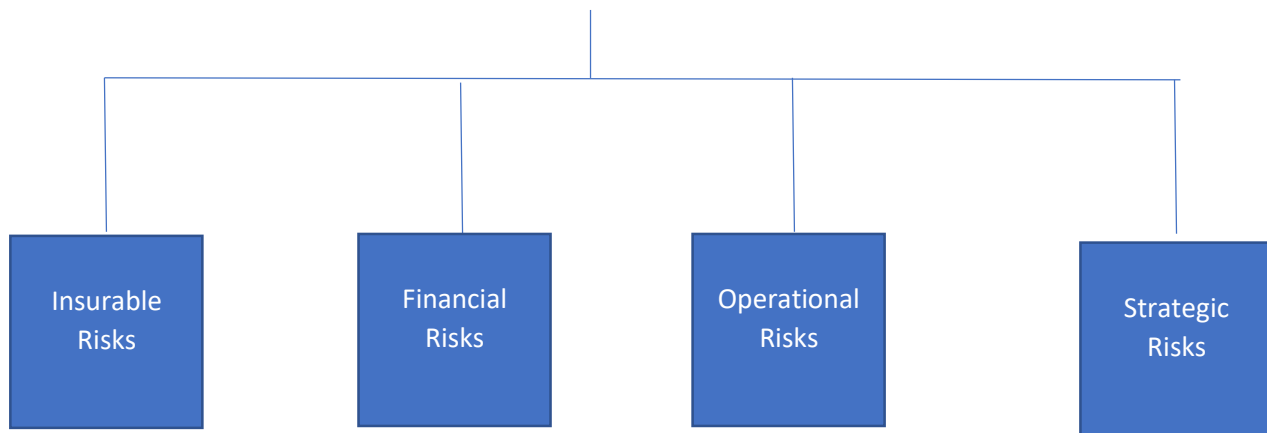 Insurable
Risks
Financial
Risks
Operational
Risks
Strategic
Risks